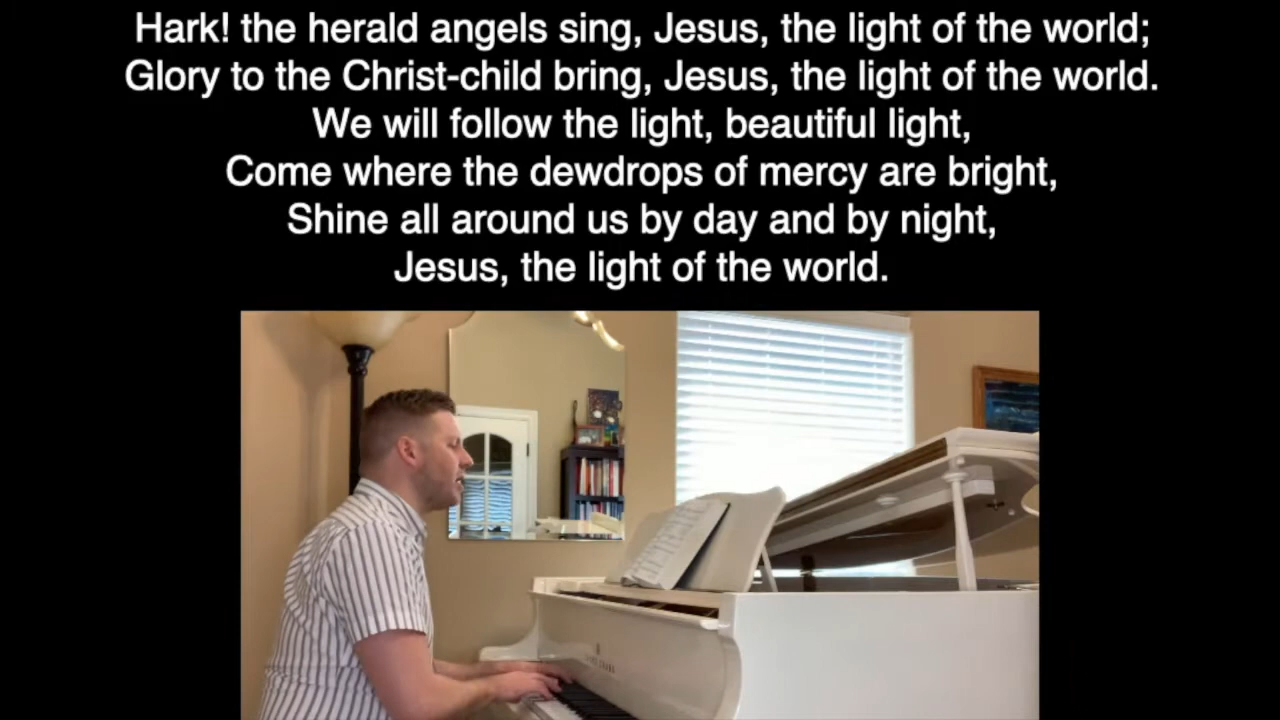 Hark! the herald angels sing, Jesus, the light of the world;
Glory to the Christ-child bring, Jesus, the light of the world.
We will follow the light, beautiful light,
Come where the dewdrops of mercy are bright,
Shine all around us by day and by night,
Jesus, the light of the world.